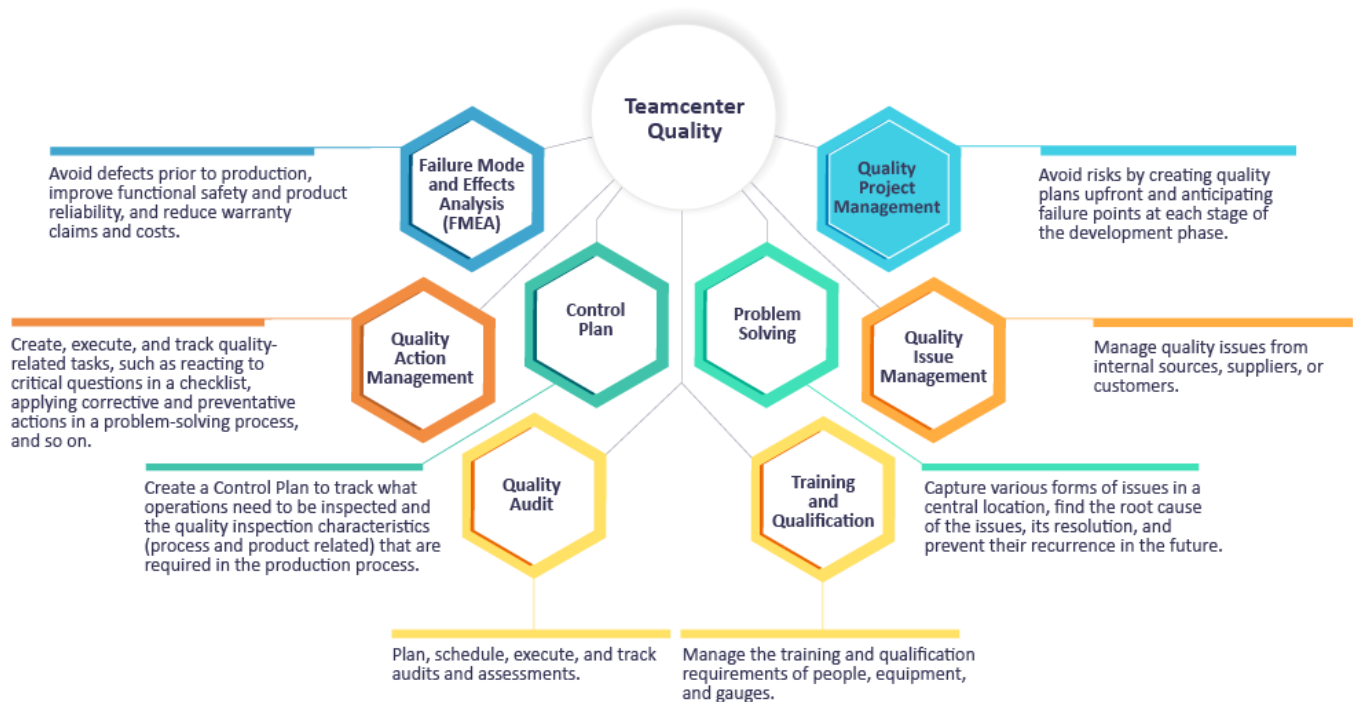 Teamcenter
Quality
Failure Mode
and Effects
Analysis
(FMEA)
Avoid defects prior to production,
improve functional safety and product
reliability, and reduce warranty
claims and costs.
Quality
Project
Management
Avoid risks by creating quality
plans upfront and anticipating
failure points at each stage of
the development phase.
Quality
Action
Management
Create, execute, and track quality-
related tasks, such as reacting to
critical questions in a checklist,
applying corrective and preventative
actions in a problem-solving process,
and so on.
Control
Plan
Create a Control Plan to track what
operations need to be inspected and
the quality inspection characteristics
(process and product related) that are
required in the production process.
Problem
Solving
Capture various forms of issues in a
central location, find the root
cause of the issues, its resolution, and
prevent their recurrence in the future.
Quality
Issue
Management
Manage quality issues from
internal sources, suppliers, or
customers.
Quality
Audit
Plan, schedule, execute, and track
audits and assessments.
Training
and
Qualification
Manage the training and qualification
requirements of people, equipment,
and gauges.